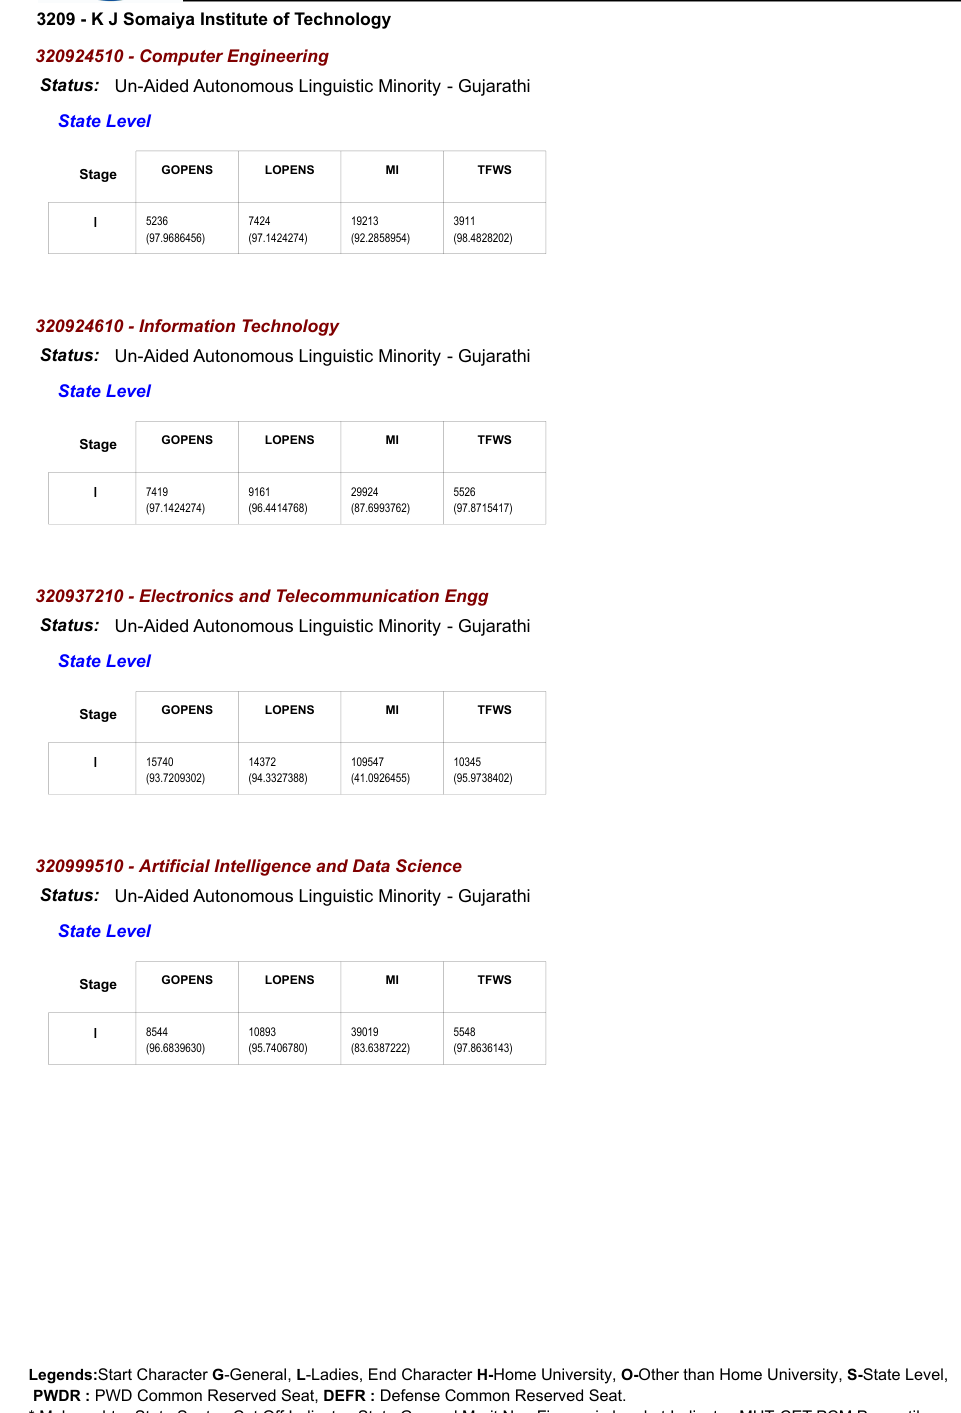 3209 - K J Somaiya Institute of Technology
320924510 - Computer Engineering
Status: Un-Aided Autonomous Linguistic Minority - Gujarathi
State Level
Stage GOPENS LOPENS MI TFWS
I 5236 7424 19213 3911
(97.9686456) (97.1424274) (92.2858954) (98.4828202)
320924610 - Information Technology
Status: Un-Aided Autonomous Linguistic Minority - Gujarathi
State Level
Stage GOPENS LOPENS MI TFWS
I 7419 9161 29924 5526
(97.1424274) (96.4414768) (87.6993762) (97.8715417)
320937210 - Electronics and Telecommunication Engg
Status: Un-Aided Autonomous Linguistic Minority - Gujarathi
State Level
Stage GOPENS LOPENS MI TFWS
I 15740 14372 109547 10345
(93.7209302) (94.3327388) (41.0926455) (95.9738402)
320999510 - Artificial Intelligence and Data Science
Status: Un-Aided Autonomous Linguistic Minority - Gujarathi
State Level
Stage GOPENS LOPENS MI TFWS
I 8544 10893 39019 5548
(96.6839630) (95.7406780) (83.6387222) (97.8636143)
Legends:Start Character G-General, L-Ladies, End Character H-Home University, O-Other than Home University, S-State Level,
PWDR : PWD Common Reserved Seat, DEFR : Defense Common Reserved Seat.